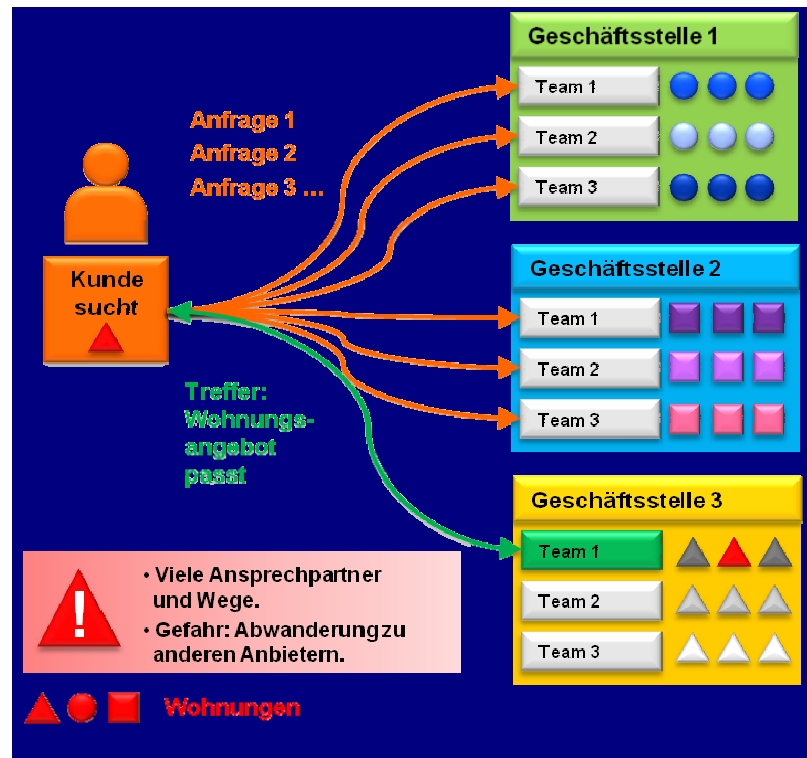 Geschäftsstelle 1
Team 1
Team 2
Team 3
Anfrage 1
Anfrage 2
Anfrage 3 ...
Kunde
sucht
Geschäftsstelle 2
Team 1
Team 2
Team 3
Treffer:
Wohnungs-
angebot
passt
Geschäftsstelle 3
Team 1
Team 2
Team 3
!
• Viele Ansprechpartner
und Wege.
• Gefahr: Abwanderung zu
anderen Anbietern.
Wohnungen